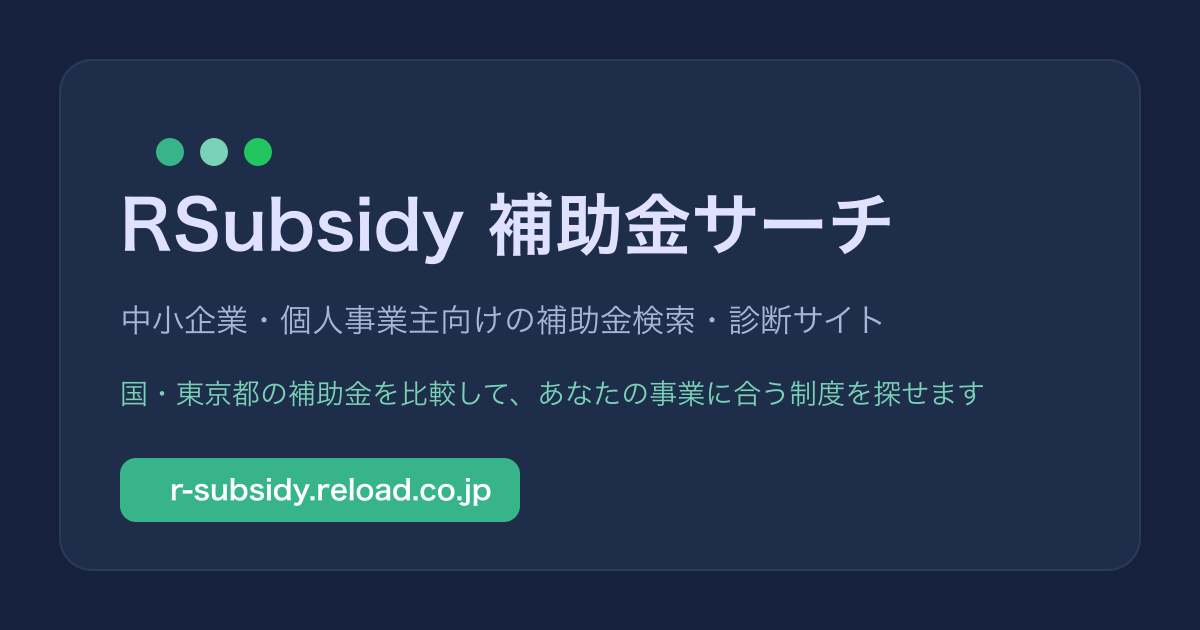 RSubsidy 補助金サーチ
中小企業・個人事業主向けの補助金検索・診断サイト
国・東京都の補助金を比較して、あなたの事業に合う制度を探せます
r-subsidy.reload.co.jp